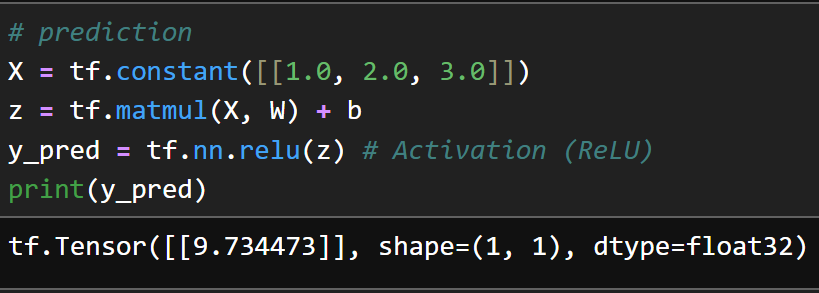 # prediction
X = tf.constant([[1.0, 2.0, 3.0]])
z = tf.matmul(X, W) + b
y_pred = tf.nn.relu(z) # Activation (ReLU)
print(y_pred)
tf.Tensor([[9.734473]], shape=(1, 1), dtype=float32)